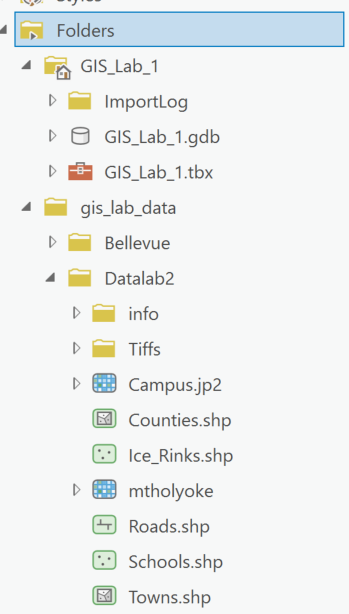 Styles
Folders
GIS_Lab_1
ImportLog
GIS_Lab_1.gdb
GIS_Lab_1.tbx
gis_lab_data
Bellevue
Datalab2
info
Tiffs
Campus.jp2
Counties.shp
Ice_Rinks.shp
mtholyoke
Roads.shp
Schools.shp
Towns.shp